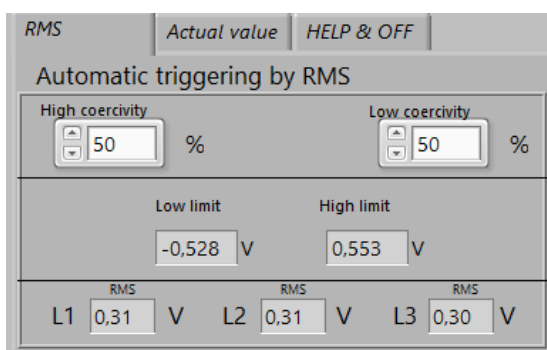 RMS Actual value HELP & OFF
Automatic triggering by RMS
High coercivity Low coercivity
50 % 50 %
Low limit High limit
-0,528 V 0,553 V
RMS RMS RMS
L1 0,31 V L2 0,31 V L3 0,30 V